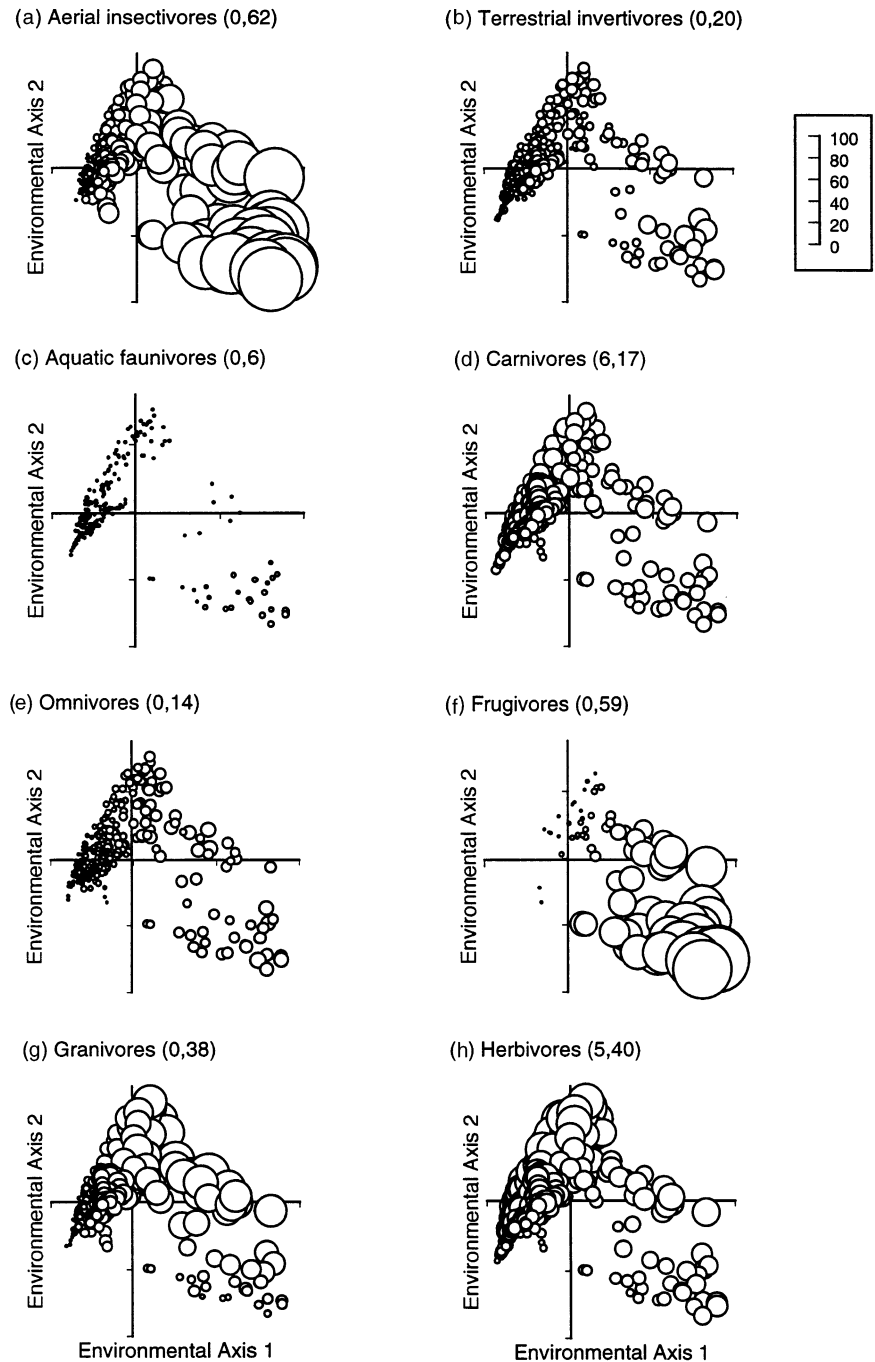 (a) Aerial insectivores (0,62)
(b) Terrestrial invertivores (0,20)
Environmental Axis 2
Environmental Axis 2
100
80
60
40
20
0
(c) Aquatic faunivores (0,6)
(d) Carnivores (6,17)
Environmental Axis 2
Environmental Axis 2
(e) Omnivores (0,14)
(f) Frugivores (0,59)
Environmental Axis 2
Environmental Axis 2
(g) Granivores (0,38)
(h) Herbivores (5,40)
Environmental Axis 2
Environmental Axis 2
Environmental Axis 1
Environmental Axis 1